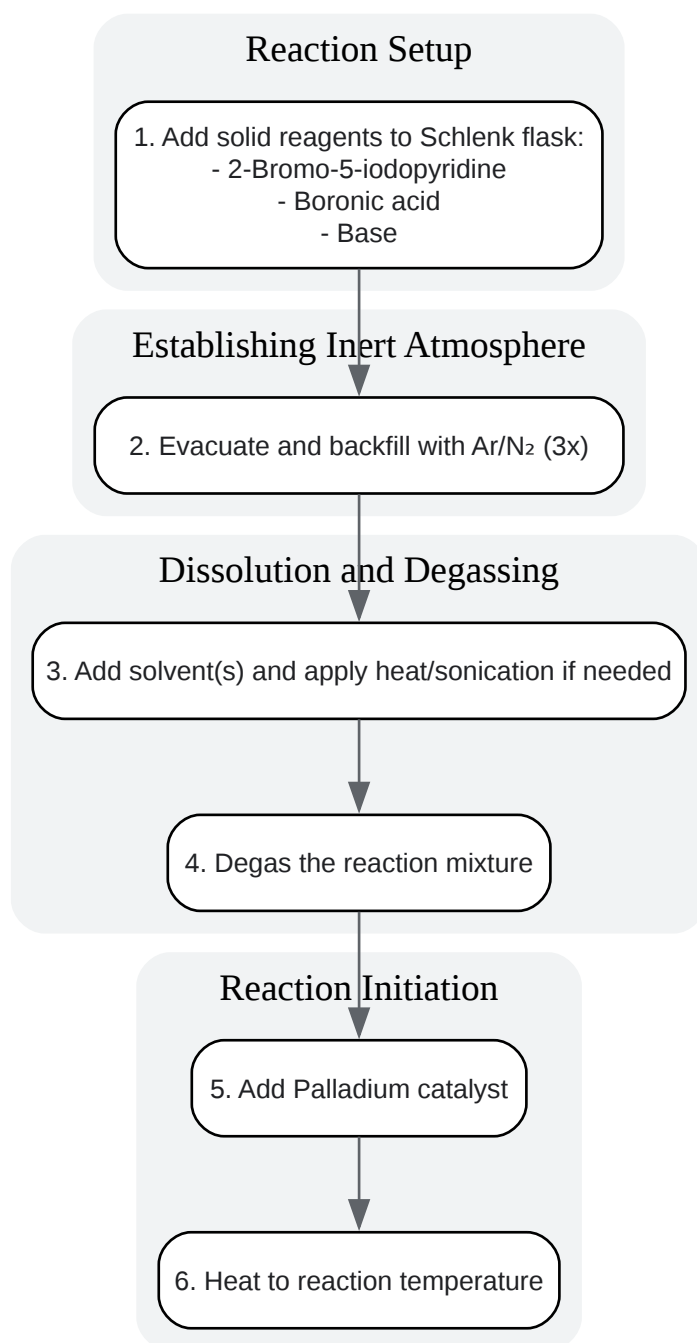 Reaction Setup
1. Add solid reagents to Schlenk flask:
- 2-Bromo-5-iodopyridine
- Boronic acid
- Base
Establishing Inert Atmosphere
2. Evacuate and backfill with Ar/N₂ (3x)
Dissolution and Degassing
3. Add solvent(s) and apply heat/sonication if needed
4. Degas the reaction mixture
Reaction Initiation
5. Add Palladium catalyst
6. Heat to reaction temperature